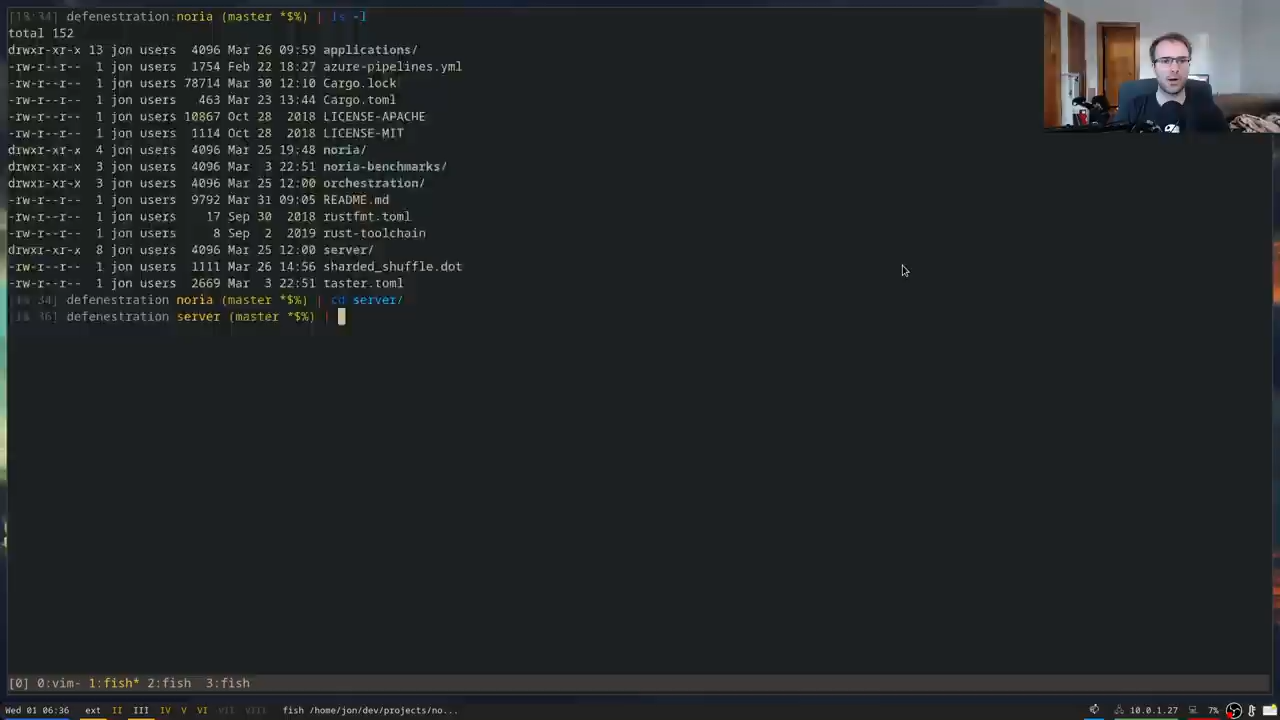 [18:34] defenestration:noria (master *$%) | ls -l
total 152
drwxr-xr-x 13 jon users  4096 Mar 26 09:59 applications/
-rw-r--r--  1 jon users  1754 Feb 22 18:27 azure-pipelines.yml
-rw-r--r--  1 jon users 78714 Mar 30 12:10 Cargo.lock
-rw-r--r--  1 jon users   463 Mar 23 13:44 Cargo.toml
-rw-r--r--  1 jon users 10867 Oct 28  2018 LICENSE-APACHE
-rw-r--r--  1 jon users  1114 Oct 28  2018 LICENSE-MIT
drwxr-xr-x  4 jon users  4096 Mar 25 19:48 noria/
drwxr-xr-x  3 jon users  4096 Mar  3 22:51 noria-benchmarks/
drwxr-xr-x  3 jon users  4096 Mar 25 12:00 orchestration/
-rw-r--r--  1 jon users  9792 Mar 31 09:05 README.md
-rw-r--r--  1 jon users    17 Sep 30  2018 rustfmt.toml
-rw-r--r--  1 jon users     8 Sep  2  2019 rust-toolchain
drwxr-xr-x  8 jon users  4096 Mar 25 12:00 server/
-rw-r--r--  1 jon users  1111 Mar 26 14:56 sharded_shuffle.dot
-rw-r--r--  1 jon users  2669 Mar  3 22:51 taster.toml
defenestration noria (master *$%) | cd server/
defenestration server (master *$%) |
[0] 0:vim- 1:fish* 2:fish  3:fish
Wed 01 06:36 ext II III IV V VI VII VIII fish /home/jon/dev/projects/no... 10.0.1.27 7%